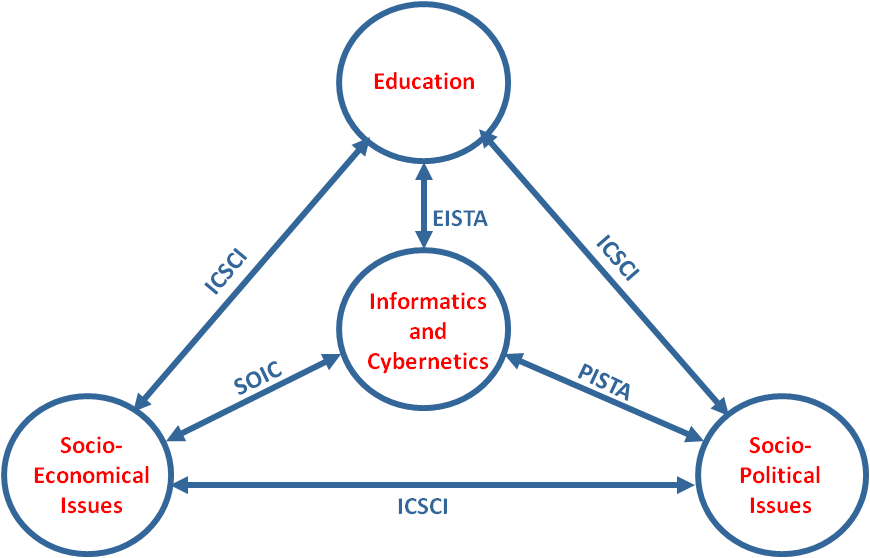 Education
EISTA
ICSCI
ICSCI
Informatics
and
Cybernetics
SOIC
PISTA
Socio-
Economical
Issues
Socio-
Political
Issues
ICSCI